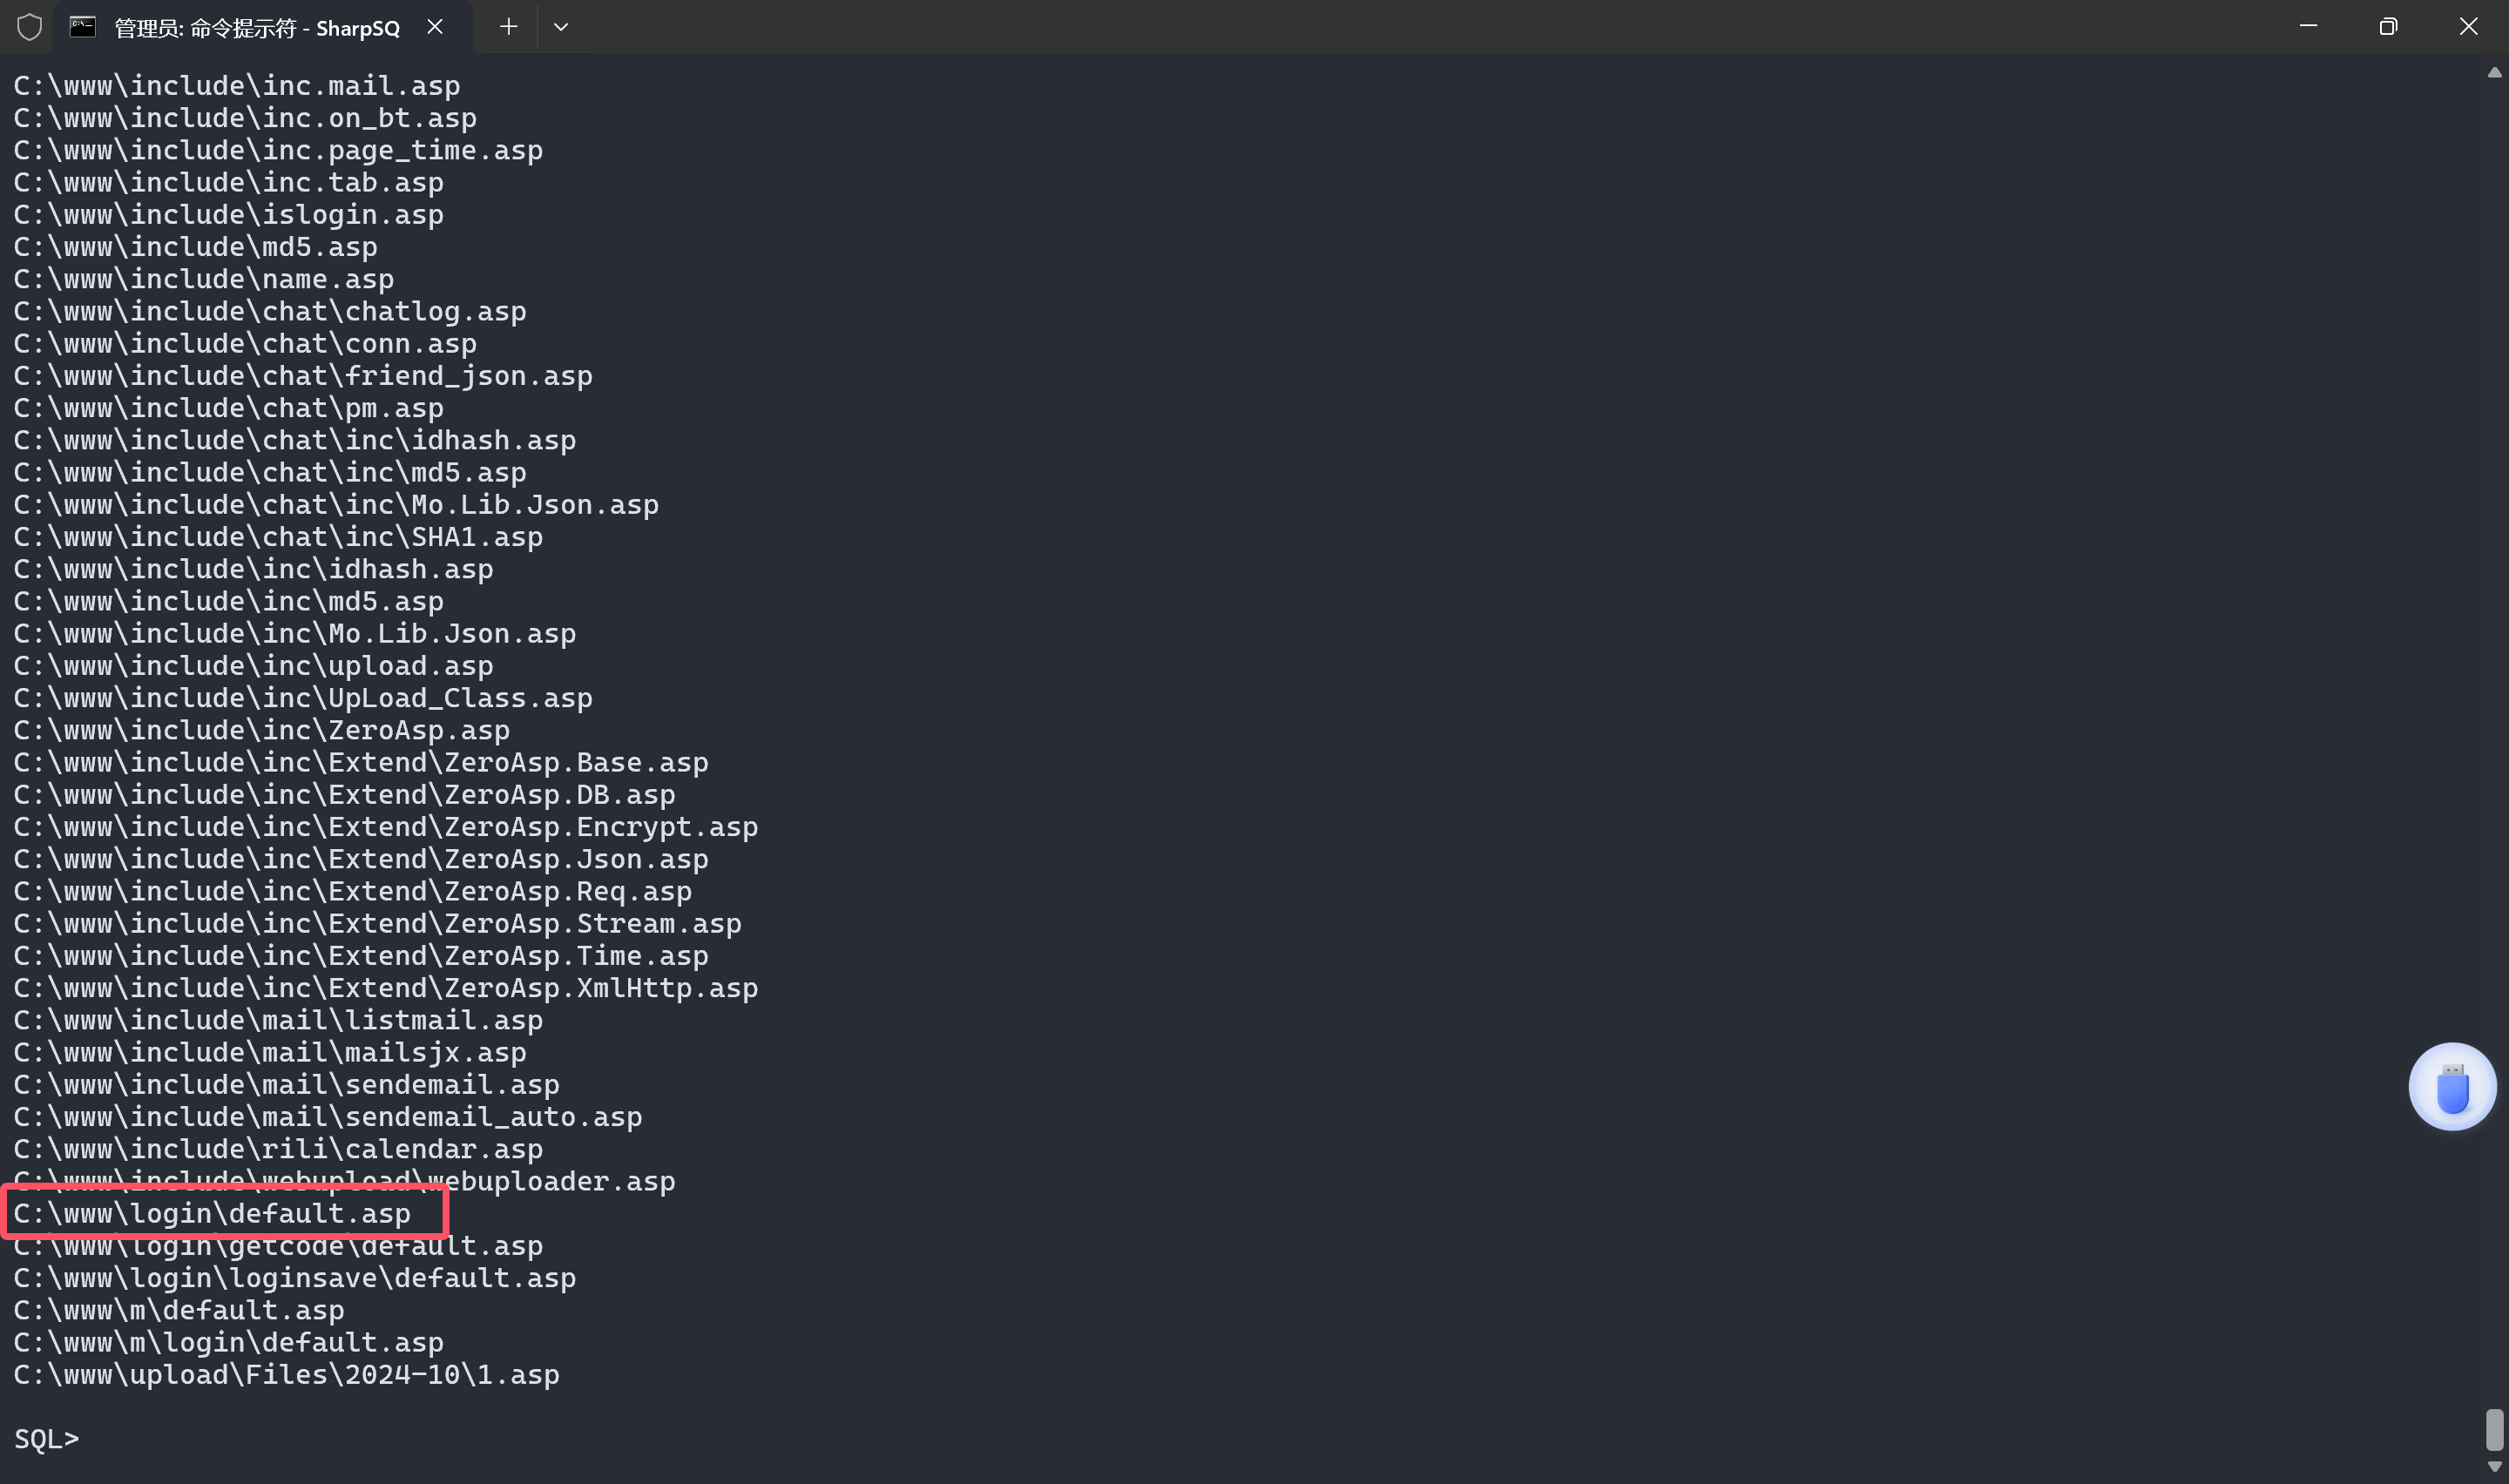 管理员: 命令提示符 - SharpSQ
C:\www\include\inc.mail.asp
C:\www\include\inc.on_bt.asp
C:\www\include\inc.page_time.asp
C:\www\include\inc.tab.asp
C:\www\include\islogin.asp
C:\www\include\md5.asp
C:\www\include\name.asp
C:\www\include\chat\chatlog.asp
C:\www\include\chat\conn.asp
C:\www\include\chat\friend_json.asp
C:\www\include\chat\pm.asp
C:\www\include\chat\inc\idhash.asp
C:\www\include\chat\inc\md5.asp
C:\www\include\chat\inc\Mo.Lib.Json.asp
C:\www\include\chat\inc\SHA1.asp
C:\www\include\inc\idhash.asp
C:\www\include\inc\md5.asp
C:\www\include\inc\Mo.Lib.Json.asp
C:\www\include\inc\upload.asp
C:\www\include\inc\UpLoad_Class.asp
C:\www\include\inc\ZeroAsp.asp
C:\www\include\inc\Extend\ZeroAsp.Base.asp
C:\www\include\inc\Extend\ZeroAsp.DB.asp
C:\www\include\inc\Extend\ZeroAsp.Encrypt.asp
C:\www\include\inc\Extend\ZeroAsp.Json.asp
C:\www\include\inc\Extend\ZeroAsp.Req.asp
C:\www\include\inc\Extend\ZeroAsp.Stream.asp
C:\www\include\inc\Extend\ZeroAsp.Time.asp
C:\www\include\inc\Extend\ZeroAsp.XmlHttp.asp
C:\www\include\mail\listmail.asp
C:\www\include\mail\mailsjx.asp
C:\www\include\mail\sendemail.asp
C:\www\include\mail\sendemail_auto.asp
C:\www\include\rili\calendar.asp
C:\www\include\webupload\webuploader.asp
C:\www\login\default.asp
C:\www\login\getcode\default.asp
C:\www\login\loginsave\default.asp
C:\www\m\default.asp
C:\www\m\login\default.asp
C:\www\upload\Files\2024-10\1.asp
SQL>